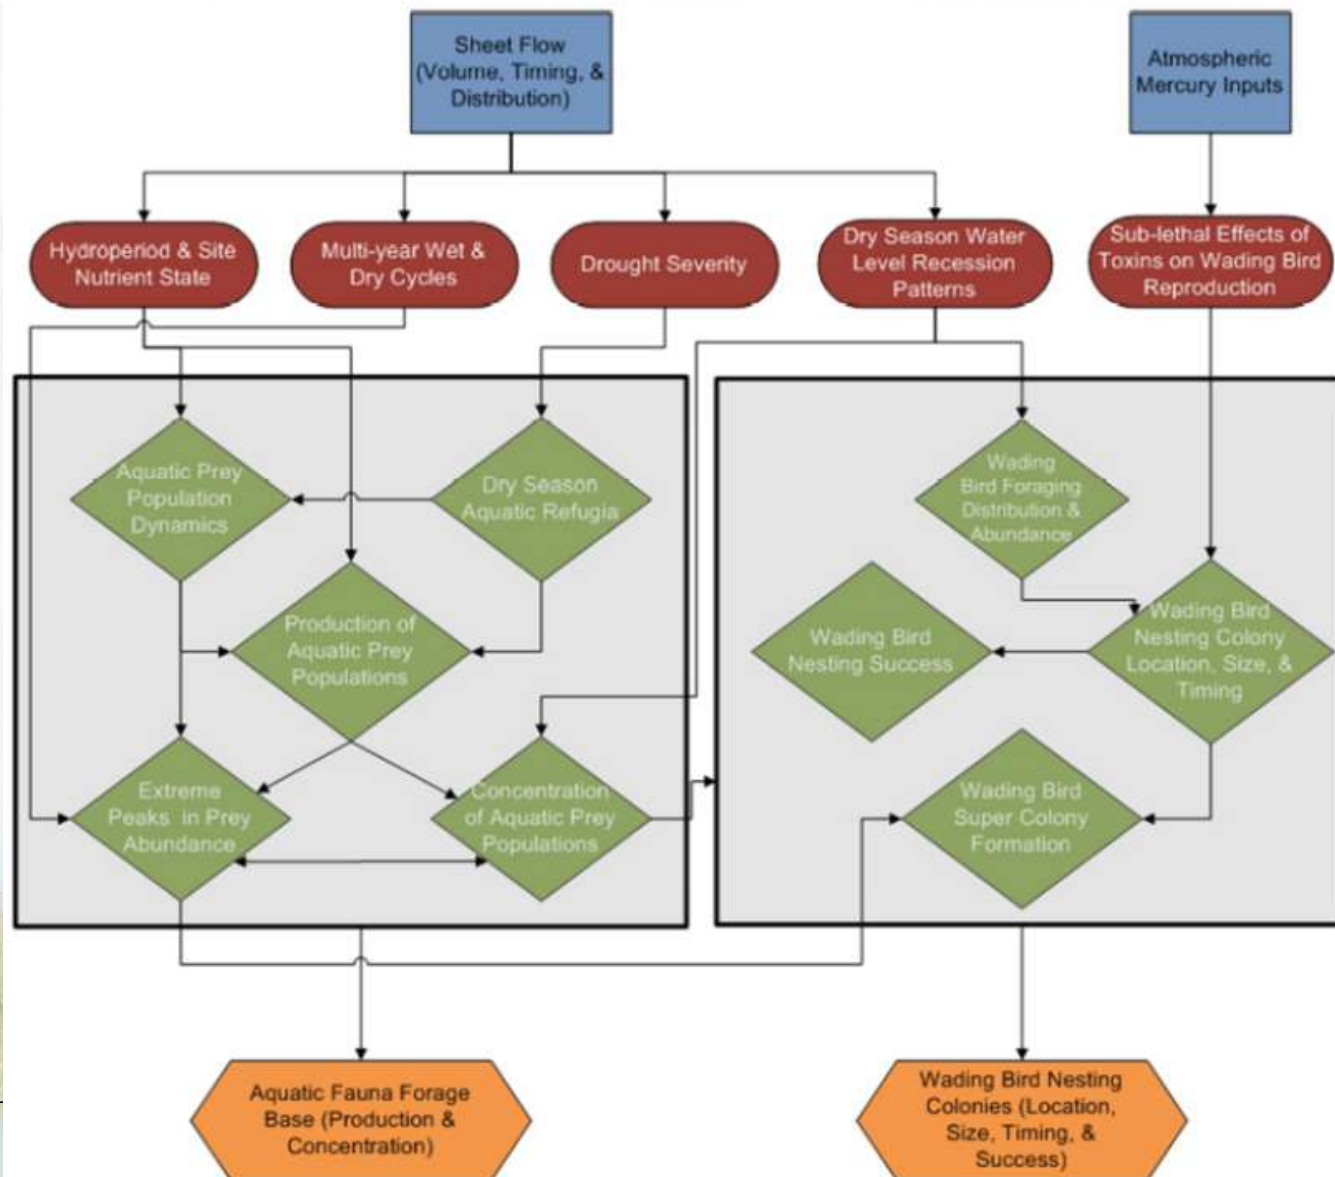 Sheet Flow
(Volume, Timing, &
Distribution)
Atmospheric
Mercury Inputs
Hydroperiod & Site
Nutrient State
Multi-year Wet &
Dry Cycles
Drought Severity
Dry Season Water
Level Recession
Patterns
Sub-lethal Effects of
Toxins on Wading Bird
Reproduction
Aquatic Prey
Population
Dynamics
Dry Season
Aquatic Refugia
Wading
Bird Foraging
Distribution &
Abundance
Production of
Aquatic Prey
Populations
Wading Bird
Nesting Success
Wading Bird
Nesting Colony
Location, Size, &
Timing
Extreme
Peaks in Prey
Abundance
Concentration
of Aquatic Prey
Populations
Wading Bird
Super Colony
Formation
Aquatic Fauna Forage
Base (Production &
Concentration)
Wading Bird Nesting
Colonies (Location,
Size, Timing, &
Success)